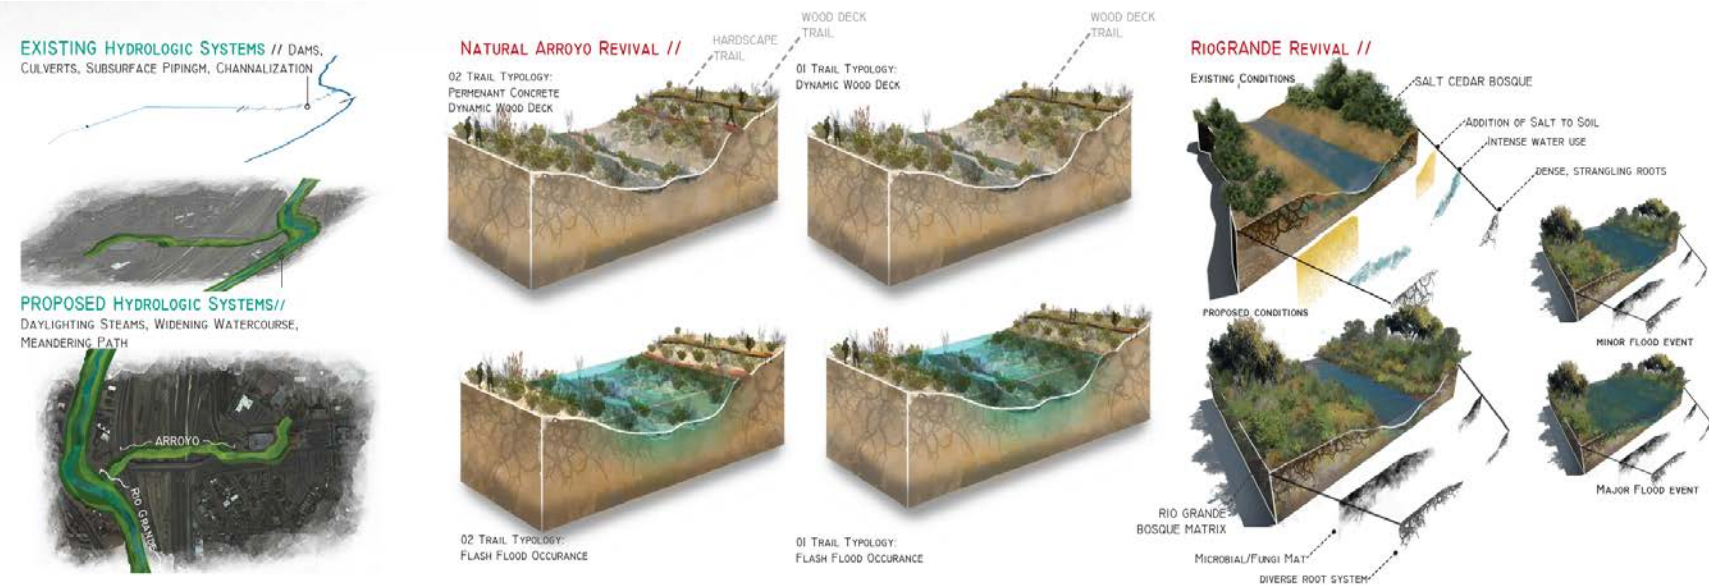 EXISTING HYDROLOGIC SYSTEMS // DAMS,
CULVERTS, SUBSURFACE PIPINGM, CHANNALIZATION
PROPOSED HYDROLOGIC SYSTEMS//
DAYLIGHTING STEAMS, WIDENING WATERCOURSE,
MEANDERING PATH
ARROYO
RIO GRANDE
NATURAL ARROYO REVIVAL //
HARDSCAPE
TRAIL
WOOD DECK
TRAIL
02 TRAIL TYPOLOGY:
PERMENANT CONCRETE
DYNAMIC WOOD DECK
01 TRAIL TYPOLOGY:
DYNAMIC WOOD DECK
WOOD DECK
TRAIL
02 TRAIL TYPOLOGY:
FLASH FLOOD OCCURANCE
01 TRAIL TYPOLOGY:
FLASH FLOOD OCCURANCE
RIOGRANDE REVIVAL //
EXISTING CONDITIONS
SALT CEDAR BOSQUE
ADDITION OF SALT TO SOIL
INTENSE WATER USE
DENSE, STRANGLING ROOTS
PROPOSED CONDITIONS
MINOR FLOOD EVENT
MAJOR FLOOD EVENT
RIO GRANDE
BOSQUE MATRIX
MICROBIAL/FUNGI MAT
DIVERSE ROOT SYSTEM